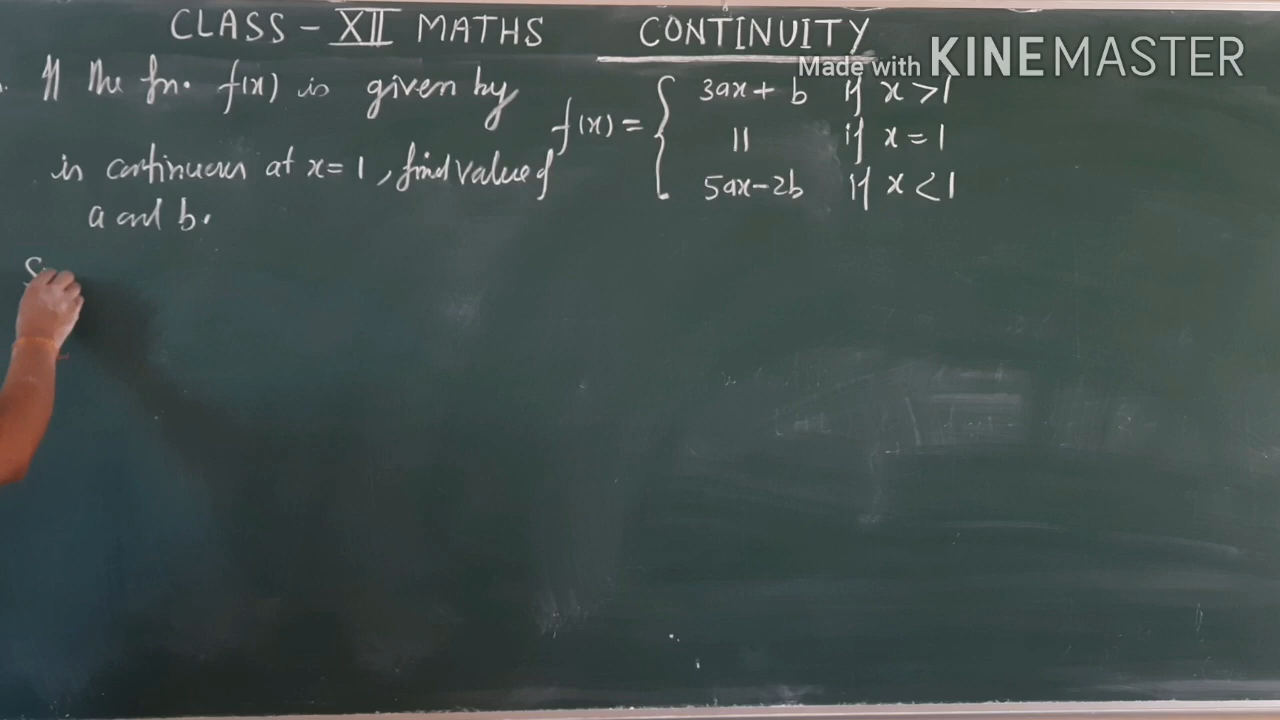 CLASS - XII MATHS CONTINUITY
Made with KINEMASTER
If the fn. f(x) is given by
f(x) = { 3ax + b if x > 1
11 if x = 1
5ax - 2b if x < 1
is continuous at x = 1, find value of
a and b.
S